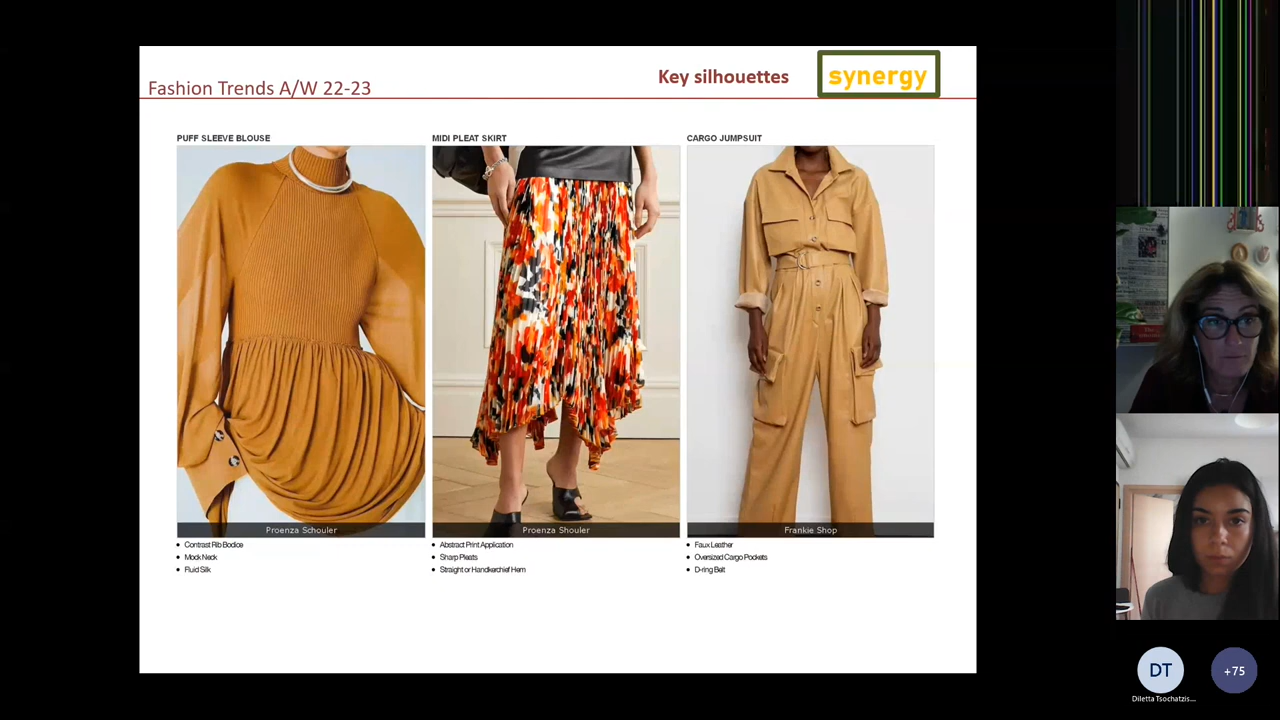 Fashion Trends A/W 22-23
Key silhouettes
synergy
PUFF SLEEVE BLOUSE
MIDI PLEAT SKIRT
CARGO JUMPSUIT
Proenza Schouler
Proenza Shouler
Frankie Shop
Contrast Rib Bodice
Mock Neck
Fluid Silk
Abstract Print Application
Sharp Pleats
Straight or Handkerchief Hem
Faux Leather
Oversized Cargo Pockets
D-ring Belt
DT
+75
Diletta Tsochatzis...